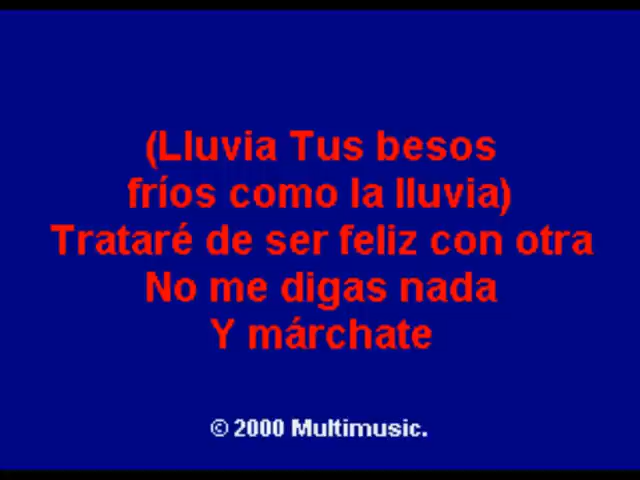 (Lluvia Tus besos
fríos como la lluvia)
Trataré de ser feliz con otra
No me digas nada
Y márchate
© 2000 Multimusic.